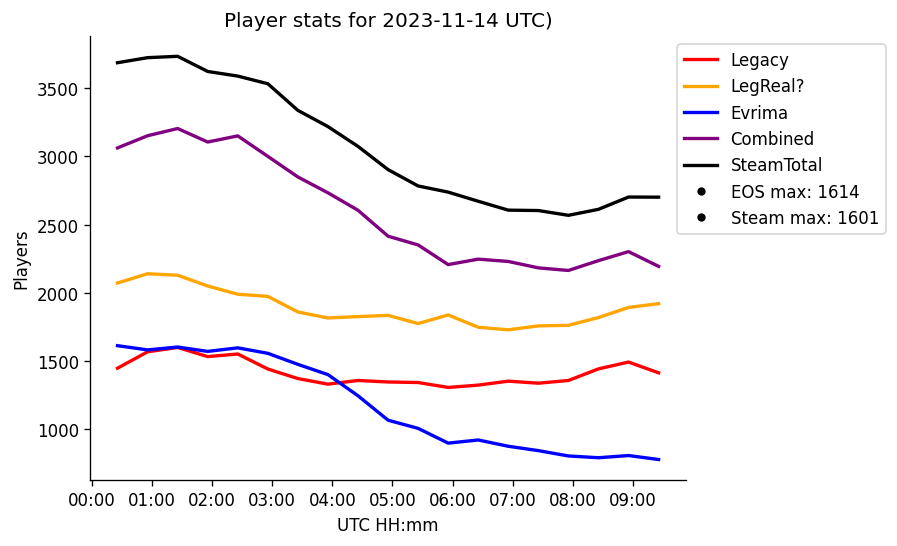 Player stats for 2023-11-14 UTC)
Legacy
LegReal?
Evrima
Combined
SteamTotal
EOS max: 1614
Steam max: 1601
Players
3500
3000
2500
2000
1500
1000
00:00 01:00 02:00 03:00 04:00 05:00 06:00 07:00 08:00 09:00
UTC HH:mm